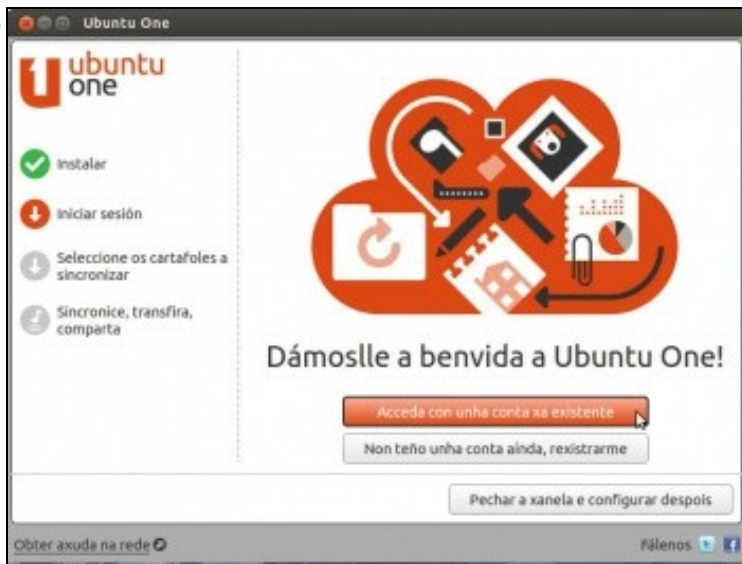 Ubuntu One
ubuntu
one
Instalar
Iniciar sesión
Seleccione os cartafoles a
sincronizar
Sincronice, transfira,
comparta
Dámoslle a benvida a Ubuntu One!
Acceda con unha conta xa existente
Non teño unha conta aínda, rexistrarme
Pechar a xanela e configurar despois
Obter axuda na rede
Fálenos